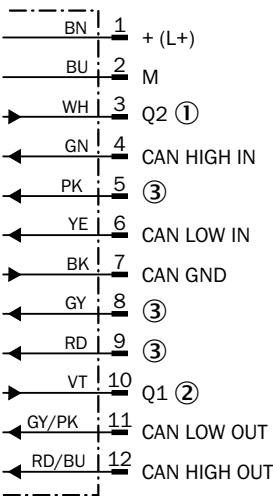 BN 1 + (L+)
BU 2 M
WH 3 Q2 ①
GN 4 CAN HIGH IN
PK 5 ③
YE 6 CAN LOW IN
BK 7 CAN GND
GY 8 ③
RD 9 ③
VT 10 Q1 ②
GY/PK 11 CAN LOW OUT
RD/BU 12 CAN HIGH OUT